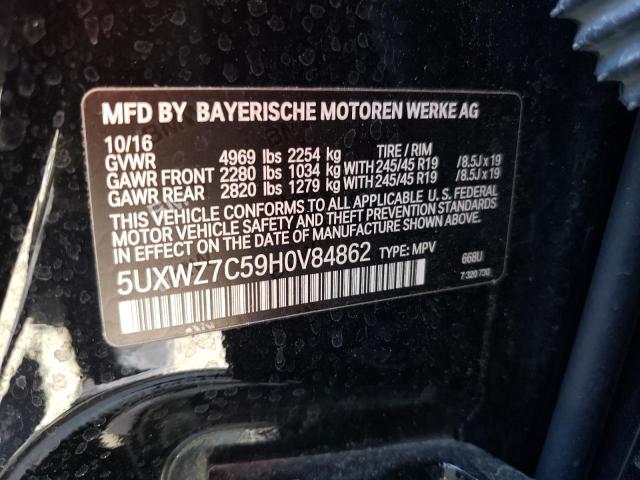 MFD BY BAYERISCHE MOTOREN WERKE AG
10/16 TIRE / RIM
GVWR 4969 lbs 2254 kg
GAWR FRONT 2280 lbs 1034 kg WITH 245/45 R19 /8.5J x 19
GAWR REAR 2820 lbs 1279 kg WITH 245/45 R19 /8.5J x 19
THIS VEHICLE CONFORMS TO ALL APPLICABLE U. S. FEDERAL
MOTOR VEHICLE SAFETY AND THEFT PREVENTION STANDARDS
IN EFFECT ON THE DATE OF MANUFACTURE SHOWN ABOVE.
5UXWZ7C59H0V84862 TYPE: MPV 668U
7 320 730